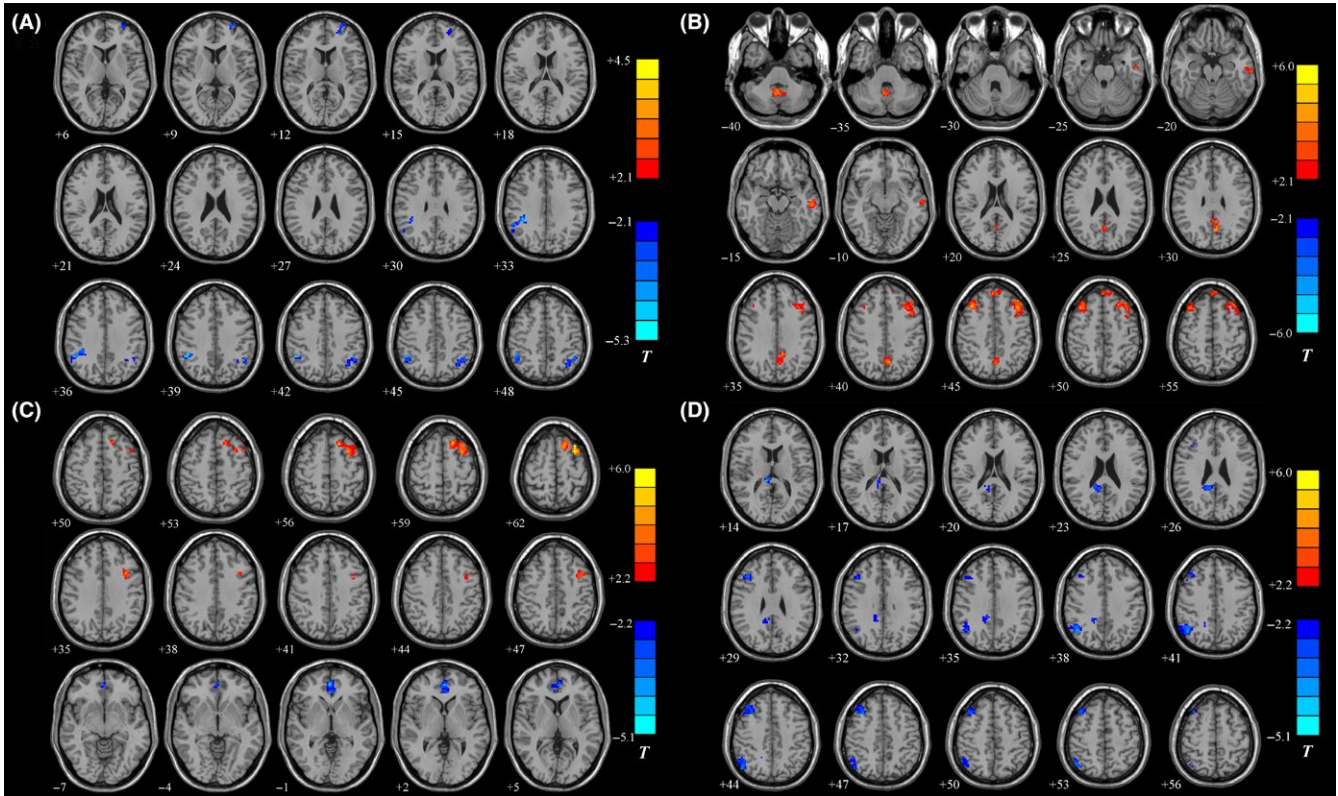 (A)
+6 +9 +12 +15 +18
+21 +24 +27 +30 +33
+36 +39 +42 +45 +48
+4.5
+2.1
−2.1
−5.3
T
(B)
−40 −35 −30 −25 −20
−15 −10 +20 +25 +30
+35 +40 +45 +50 +55
+6.0
+2.1
−2.1
−6.0
T
(C)
+50 +53 +56 +59 +62
+35 +38 +41 +44 +47
−7 −4 −1 +2 +5
+6.0
+2.2
−2.2
−5.1
T
(D)
+14 +17 +20 +23 +26
+29 +32 +35 +38 +41
+44 +47 +50 +53 +56
+6.0
+2.2
−2.2
−5.1
T